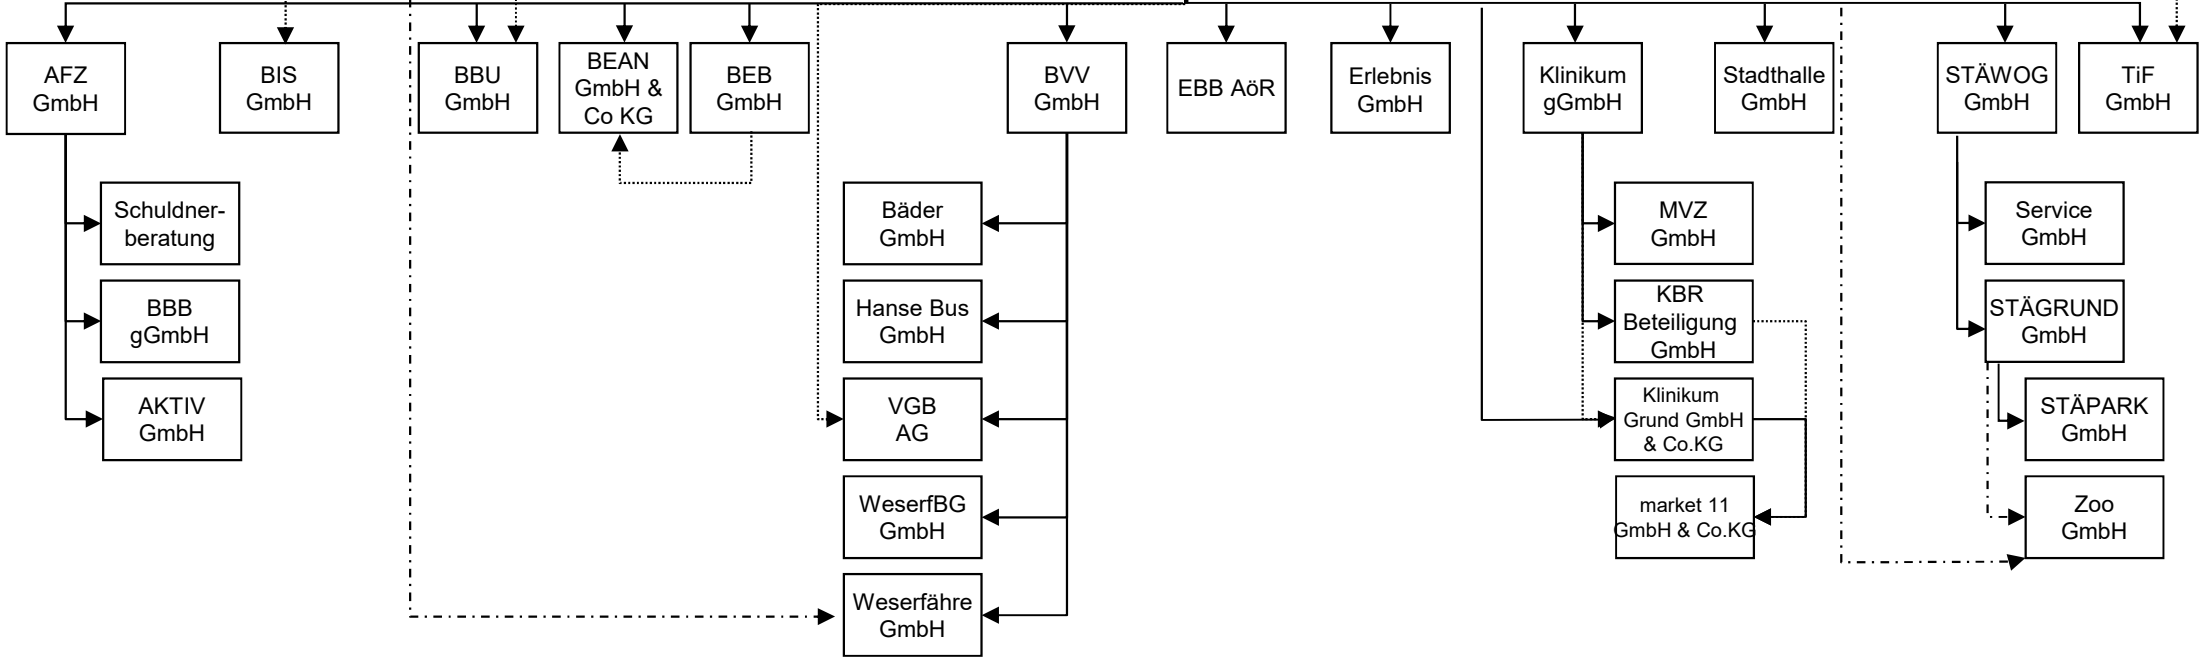 AFZ
GmbH
BIS
GmbH
BBU
GmbH
BEAN
GmbH &
Co KG
BEB
GmbH
BVV
GmbH
EBB AöR
Erlebnis
GmbH
Klinikum
gGmbH
Stadthalle
GmbH
STÄWOG
GmbH
TiF
GmbH
Schuldner-
beratung
BBB
gGmbH
AKTIV
GmbH
Bäder
GmbH
Hanse Bus
GmbH
VGB
AG
WeserfBG
GmbH
Weserfähre
GmbH
MVZ
GmbH
KBR
Beteiligung
GmbH
Klinikum
Grund GmbH
& Co.KG
market 11
GmbH & Co.KG
Service
GmbH
STÄGRUND
GmbH
STÄPARK
GmbH
Zoo
GmbH